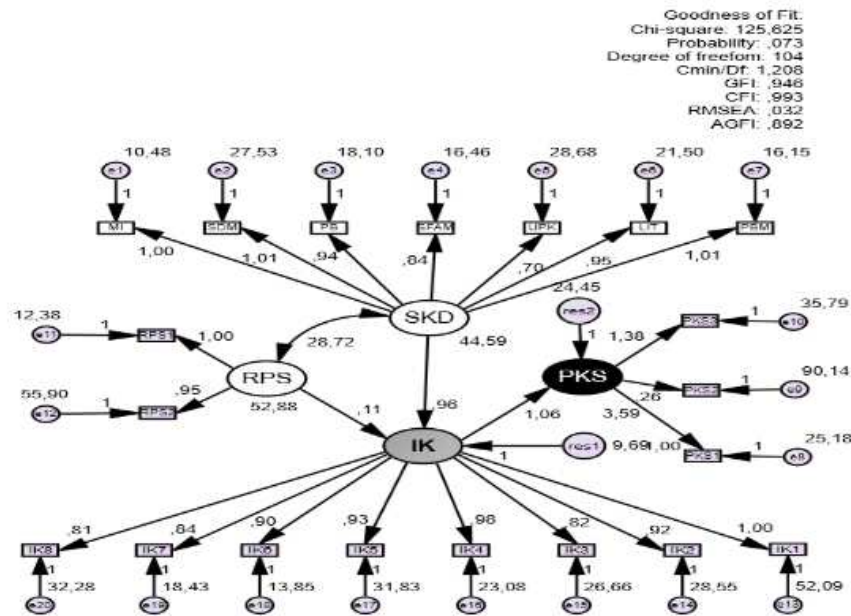 Goodness of Fit:
Chi-square: 125,625
Probability: ,073
Degree of freefom: 104
Cmin/Df: 1,208
GFI: ,946
CFI: ,993
RMSEA: ,032
AGFI: ,892
10,48 27,53 18,10 16,46 28,68 21,50 16,15
e1 e2 e3 e4 e5 e6 e7
1 1 1 1 1 1 1
MI SDM PS SFAM LIT PSM
1,00 1,01 ,94 ,84 ,70 ,95 1,01
24,45
12,38 SKD res2 35,79
e11 1 RPS1 1,00 28,72 44,59 1 1,38 1 e10
RPS PKS 90,14
55,90 ,95 ,26 1 e9
e12 1 RPS2 52,88 ,11 ,96 1,06 3,59 25,18
IK 1 res1 9,69 1,00 PKS1 1 e8
,81 ,84 ,90 ,93 ,98 ,82 ,92 1,00
IK8 IK7 IK6 IK5 IK4 IK3 IK2 IK1
1 1 1 1 1 1 1 1
32,28 18,43 13,85 31,83 23,08 26,66 28,55 52,09
e20 e19 e18 e17 e16 e15 e14 e13